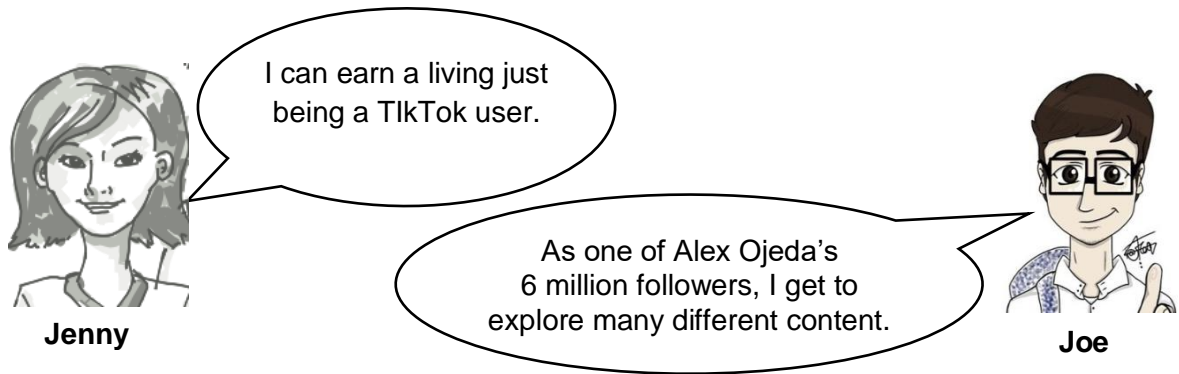 I can earn a living just
being a TIkTok user.
As one of Alex Ojeda’s
6 million followers, I get to
explore many different content.
Jenny
Joe